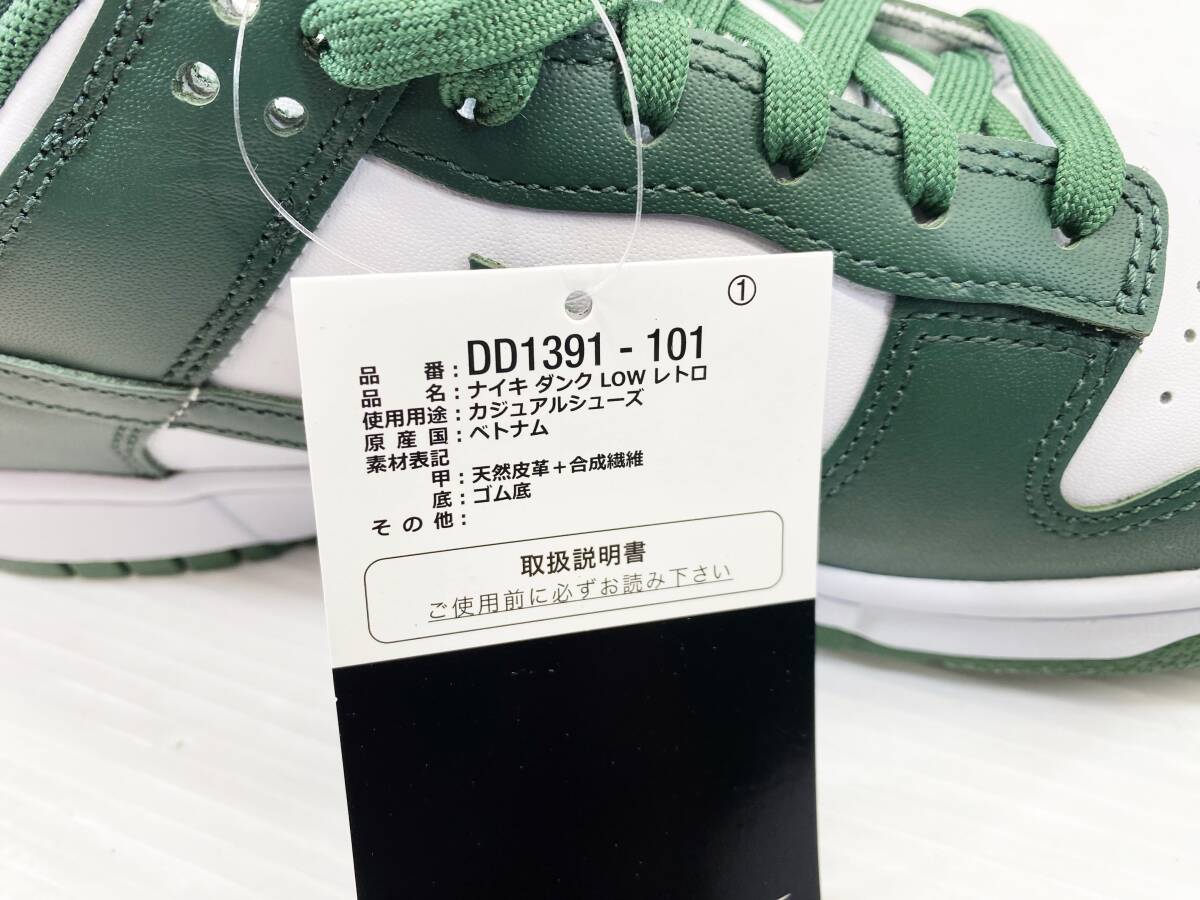 ①
品番：DD1391 - 101
品名：ナイキ ダンク LOW レトロ
使用用途：カジュアルシューズ
原産国：ベトナム
素材表記
甲：天然皮革＋合成繊維
底：ゴム底
その他：
取扱説明書
ご使用前に必ずお読み下さい